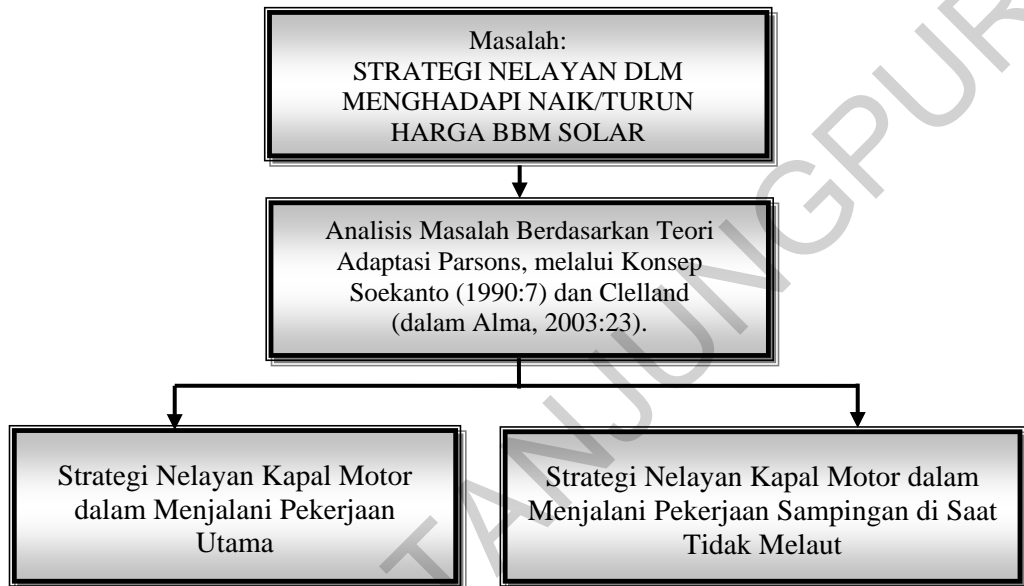 Masalah:
STRATEGI NELAYAN DLM
MENGHADAPI NAIK/TURUN
HARGA BBM SOLAR
Analisis Masalah Berdasarkan Teori
Adaptasi Parsons, melalui Konsep
Soekanto (1990:7) dan Clelland
(dalam Alma, 2003:23).
Strategi Nelayan Kapal Motor
dalam Menjalani Pekerjaan
Utama
Strategi Nelayan Kapal Motor dalam
Menjalani Pekerjaan Sampingan di Saat
Tidak Melaut
TANJUNGPUR